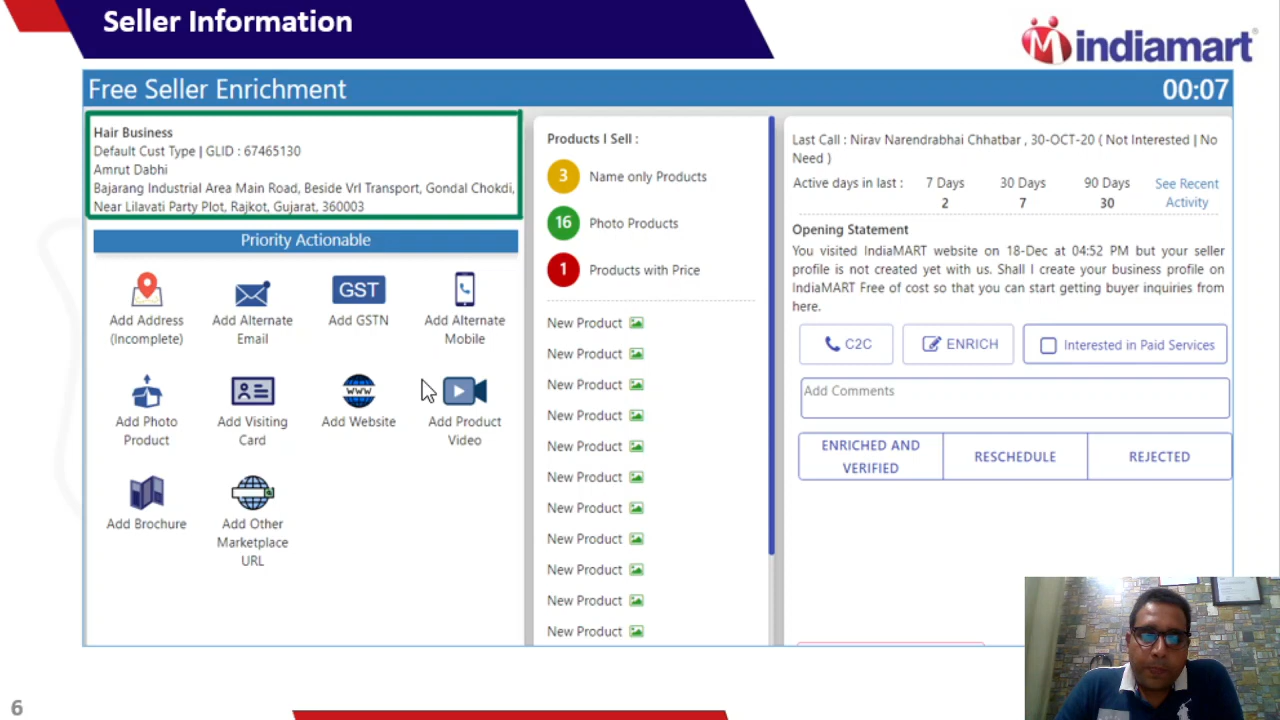 Seller Information
indiamart
Free Seller Enrichment
00:07
Hair Business
Default Cust Type | GLID : 67465130
Amrut Dabhi
Bajarang Industrial Area Main Road, Beside Vrl Transport, Gondal Chokdi,
Near Lilavati Party Plot, Rajkot, Gujarat, 360003
Priority Actionable
Add Address
(Incomplete)
Add Alternate
Email
GST
Add GSTN
Add Alternate
Mobile
Add Photo
Product
Add Visiting
Card
WWW
Add Website
Add Product
Video
Add Brochure
Add Other
Marketplace
URL
Products I Sell :
3 Name only Products
16 Photo Products
1 Products with Price
New Product
New Product
New Product
New Product
New Product
New Product
New Product
New Product
New Product
New Product
New Product
Last Call : Nirav Narendrabhai Chhatbar , 30-OCT-20 ( Not Interested | No
Need )
Active days in last : 7 Days 30 Days 90 Days See Recent
2 7 30 Activity
Opening Statement
You visited IndiaMART website on 18-Dec at 04:52 PM but your seller
profile is not created yet with us. Shall I create your business profile on
IndiaMART Free of cost so that you can start getting buyer inquiries from
here.
C2C
ENRICH
Interested in Paid Services
Add Comments
ENRICHED AND
VERIFIED
RESCHEDULE
REJECTED
6